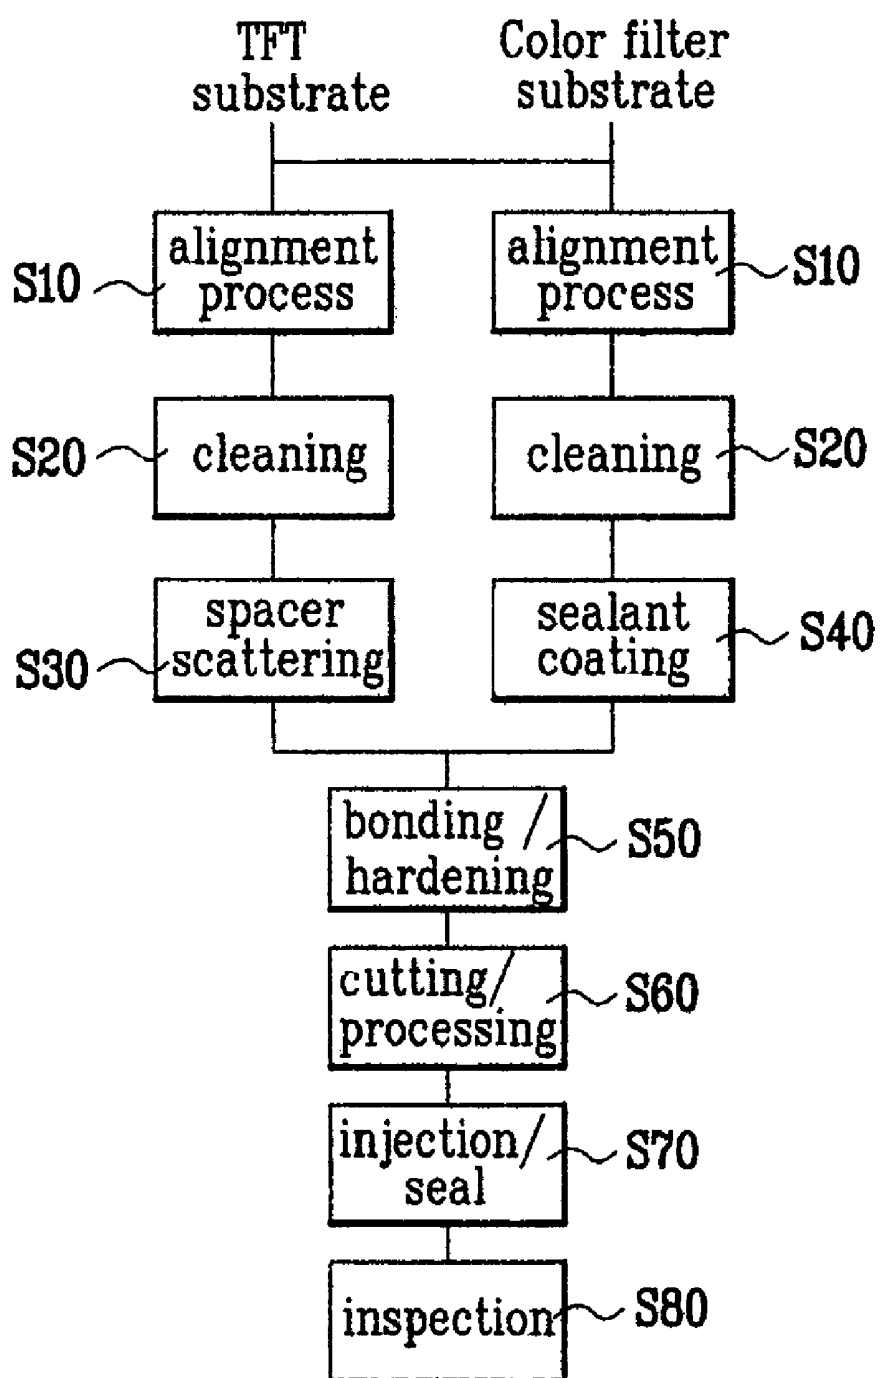 TFT
substrate
Color filter
substrate
alignment
process
S10
alignment
process
S10
cleaning
S20
cleaning
S20
spacer
scattering
S30
sealant
coating
S40
bonding /
hardening
S50
cutting/
processing
S60
injection/
seal
S70
inspection
S80